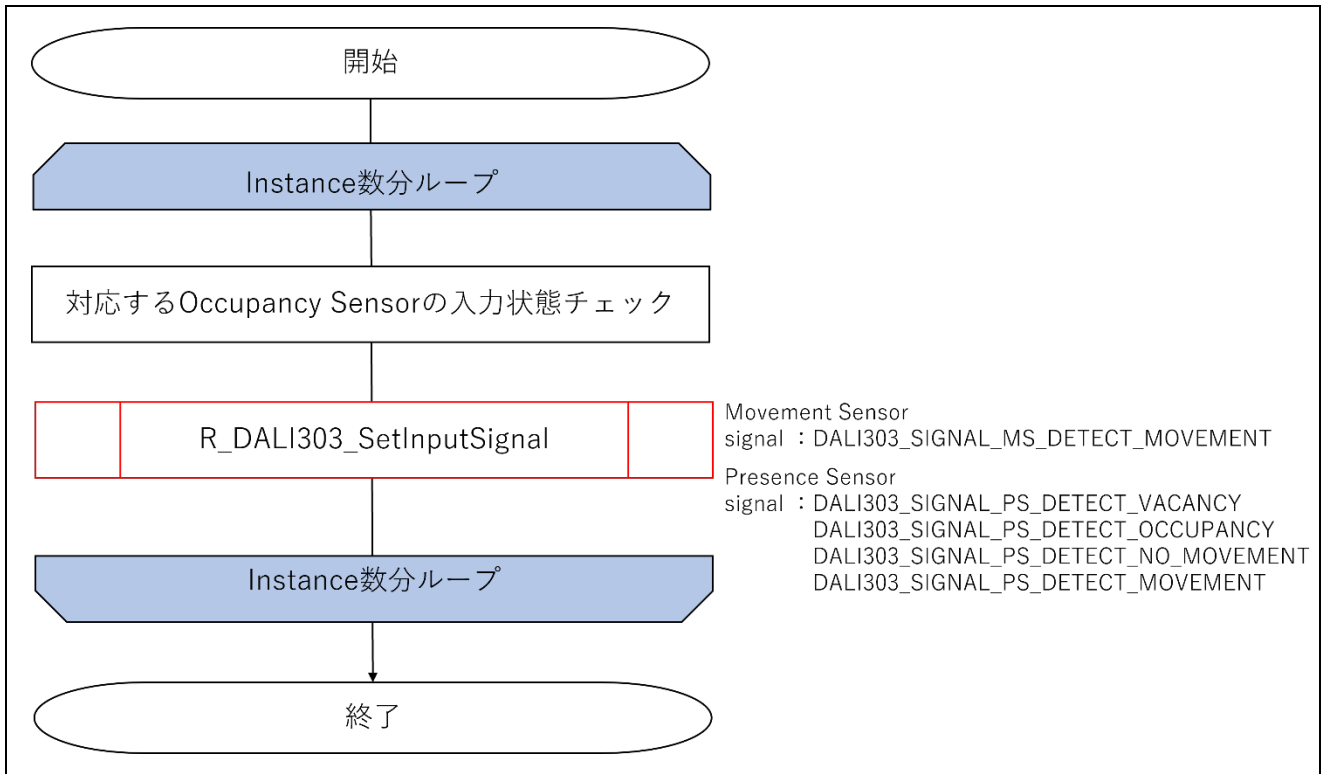 開始
Instance数分ループ
対応するOccupancy Sensorの入力状態チェック
R_DALI303_SetInputSignal
Movement Sensor
signal ：DALI303_SIGNAL_MS_DETECT_MOVEMENT
Presence Sensor
signal ：DALI303_SIGNAL_PS_DETECT_VACANCY
DALI303_SIGNAL_PS_DETECT_OCCUPANCY
DALI303_SIGNAL_PS_DETECT_NO_MOVEMENT
DALI303_SIGNAL_PS_DETECT_MOVEMENT
Instance数分ループ
終了